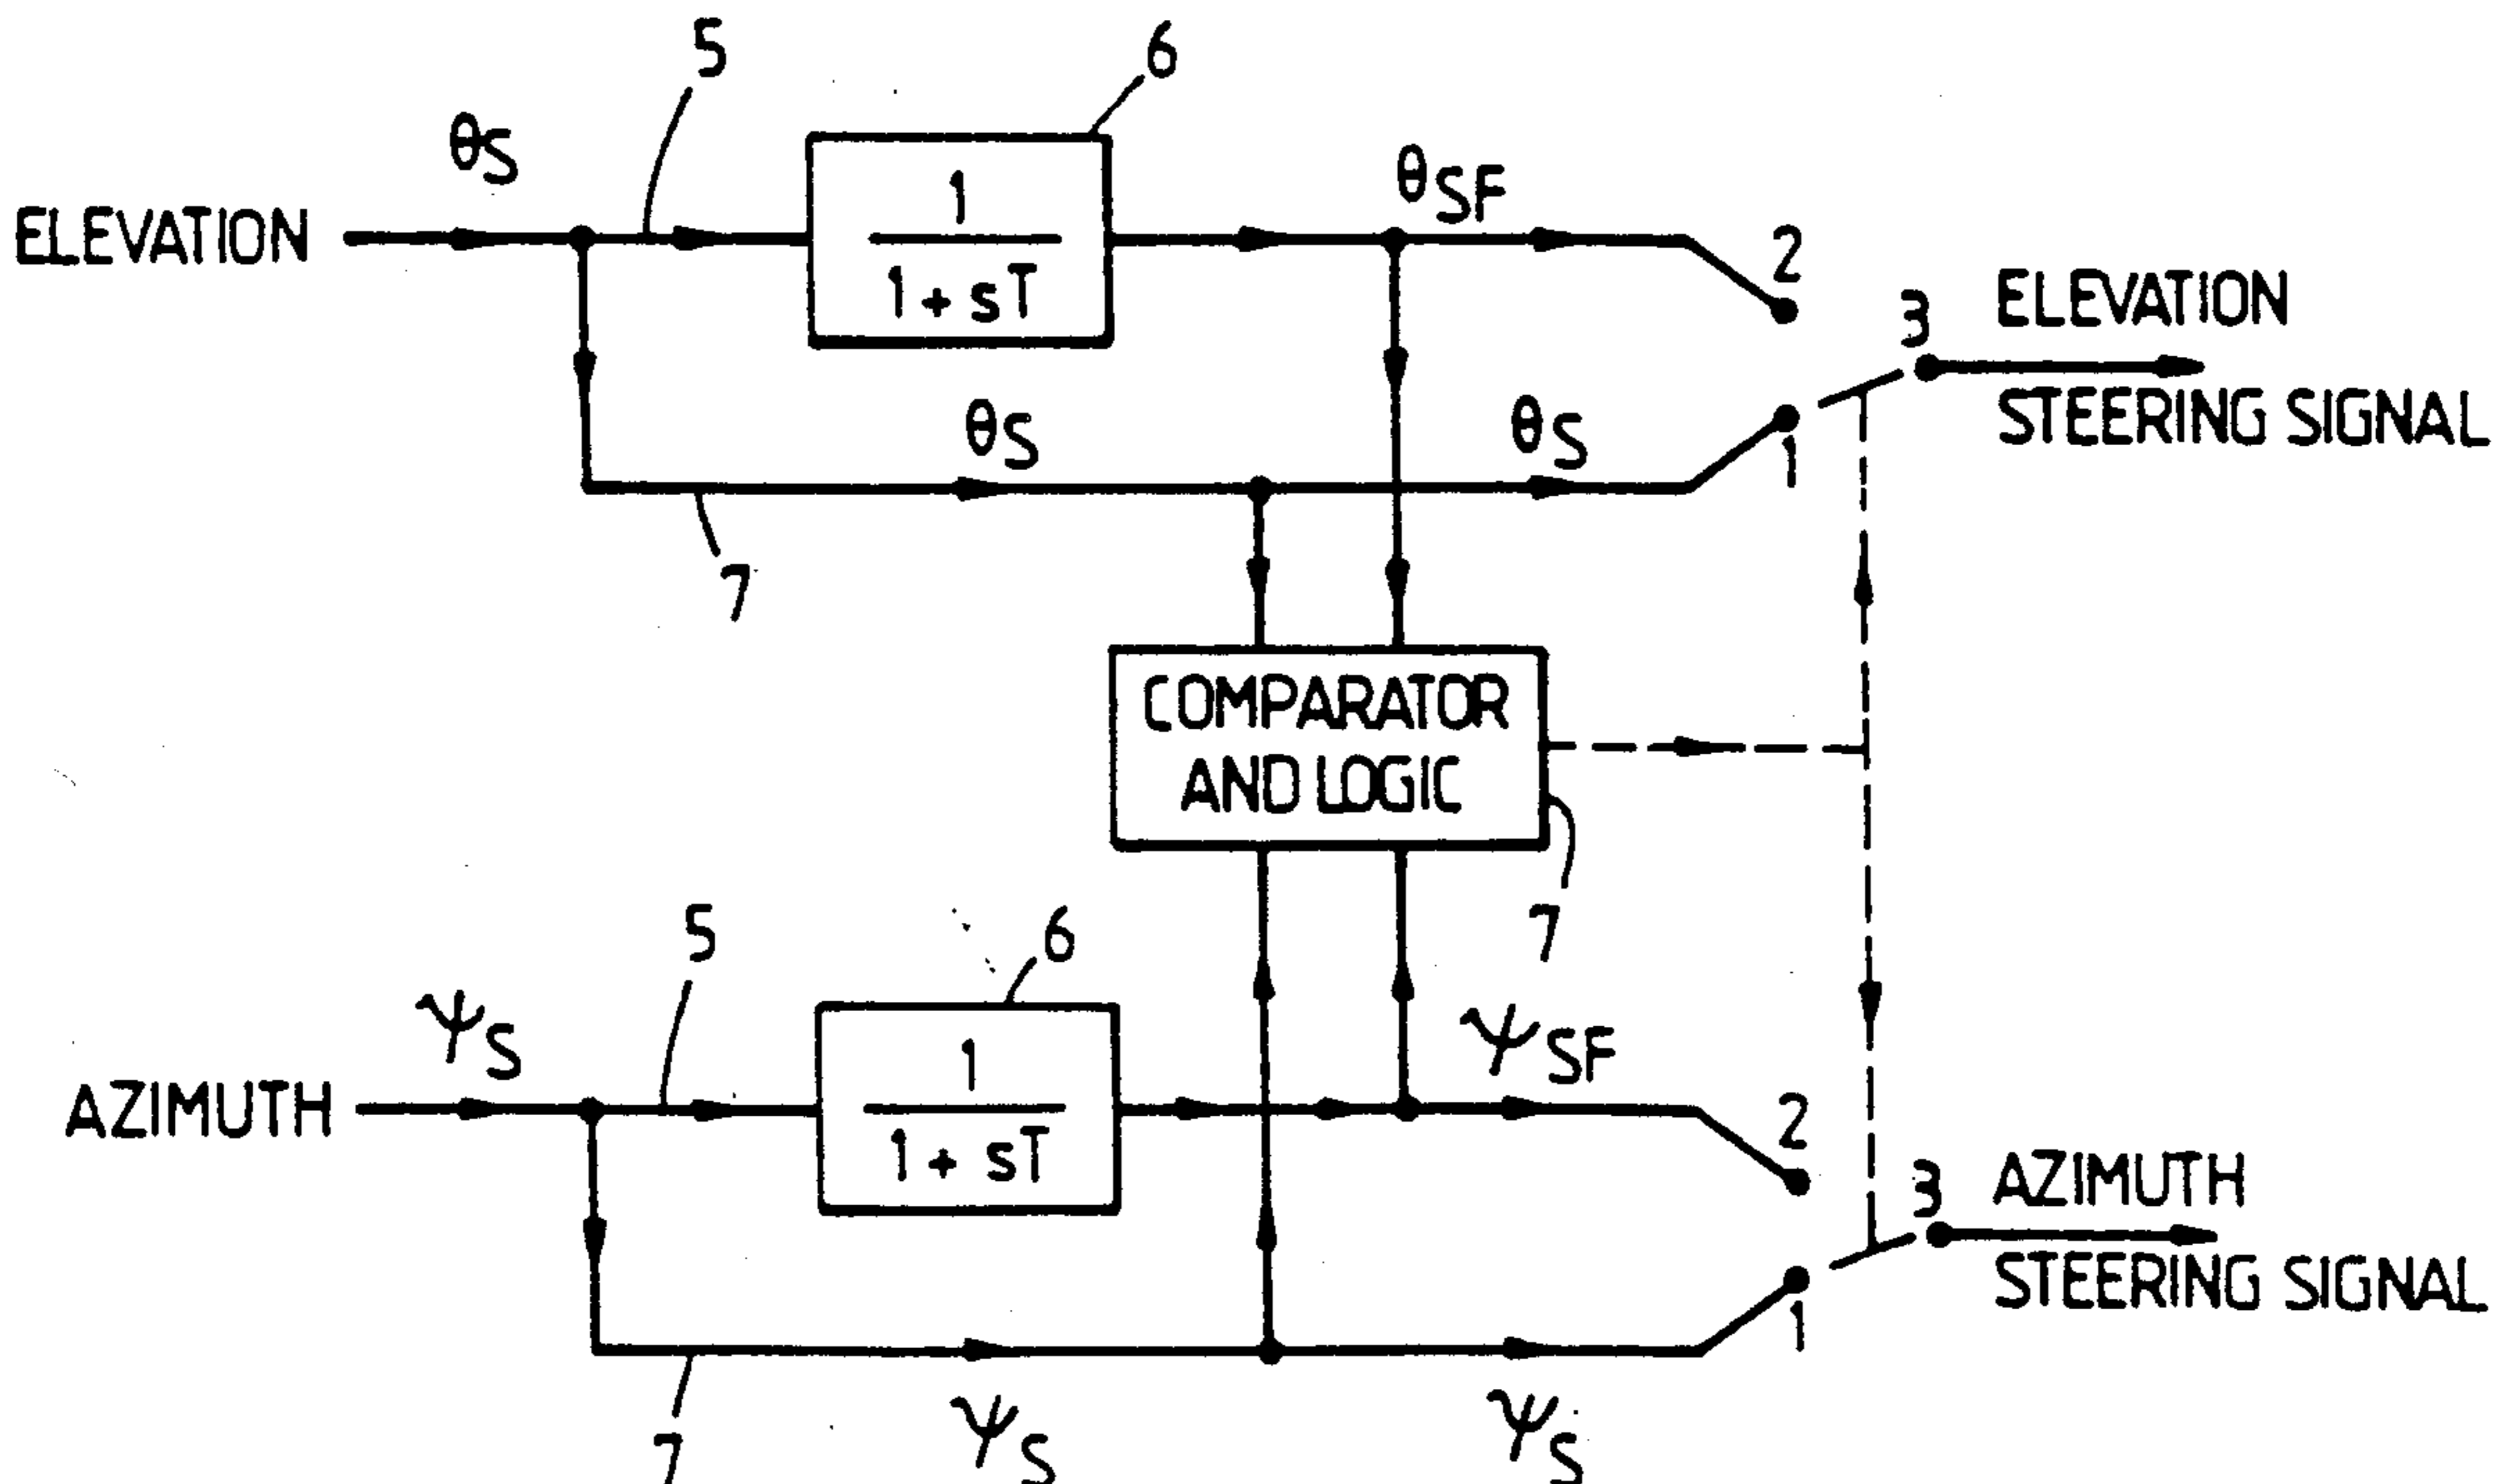 5
6
θS
θSF
ELEVATION
1
1 + sT
2
3
ELEVATION
STEERING SIGNAL
θS
θS
1
7
COMPARATOR
AND LOGIC
7
5
6
ΨS
ΨSF
AZIMUTH
1
1 + sT
2
3
AZIMUTH
STEERING SIGNAL
1
7
ΨS
ΨS